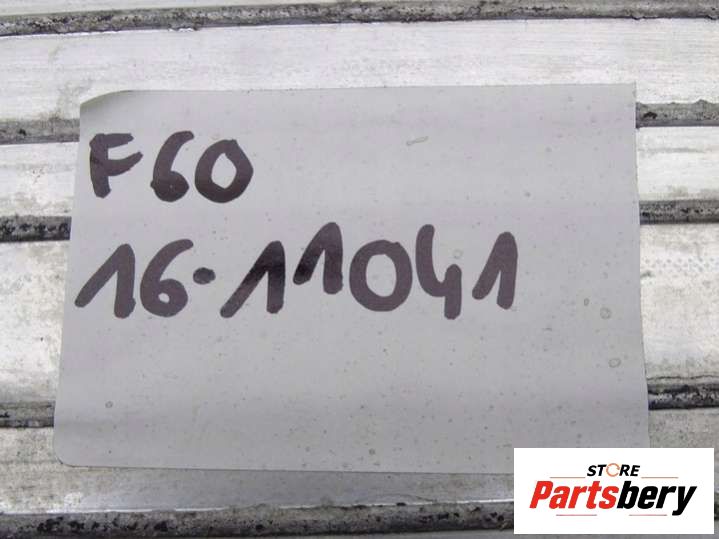 F60
16-11041
STORE
Partsbery